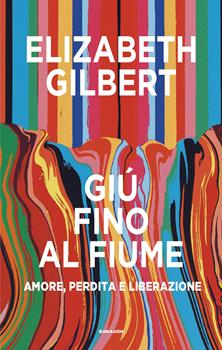 ELIZABETH
GILBERT
GIÚ
FINO
AL FIUME
AMORE, PERDITA E LIBERAZIONE
EINAUDI